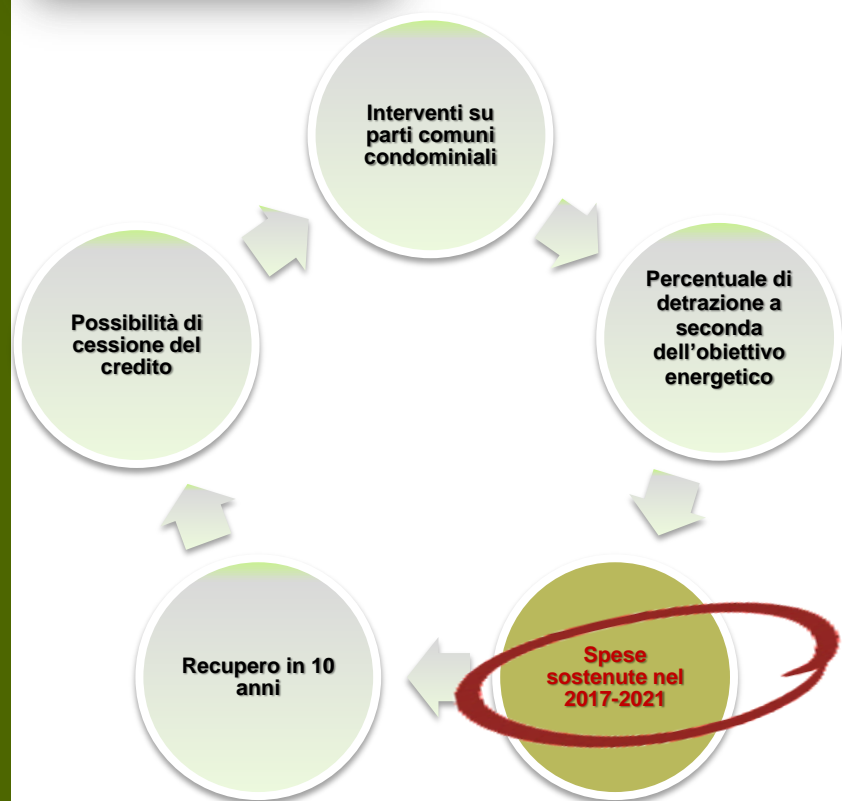 Interventi su
parti comuni
condominiali
Percentuale di
detrazione a
seconda
dell'obiettivo
energetico
Spese
sostenute nel
2017-2021
Recupero in 10
anni
Possibilità di
cessione del
credito